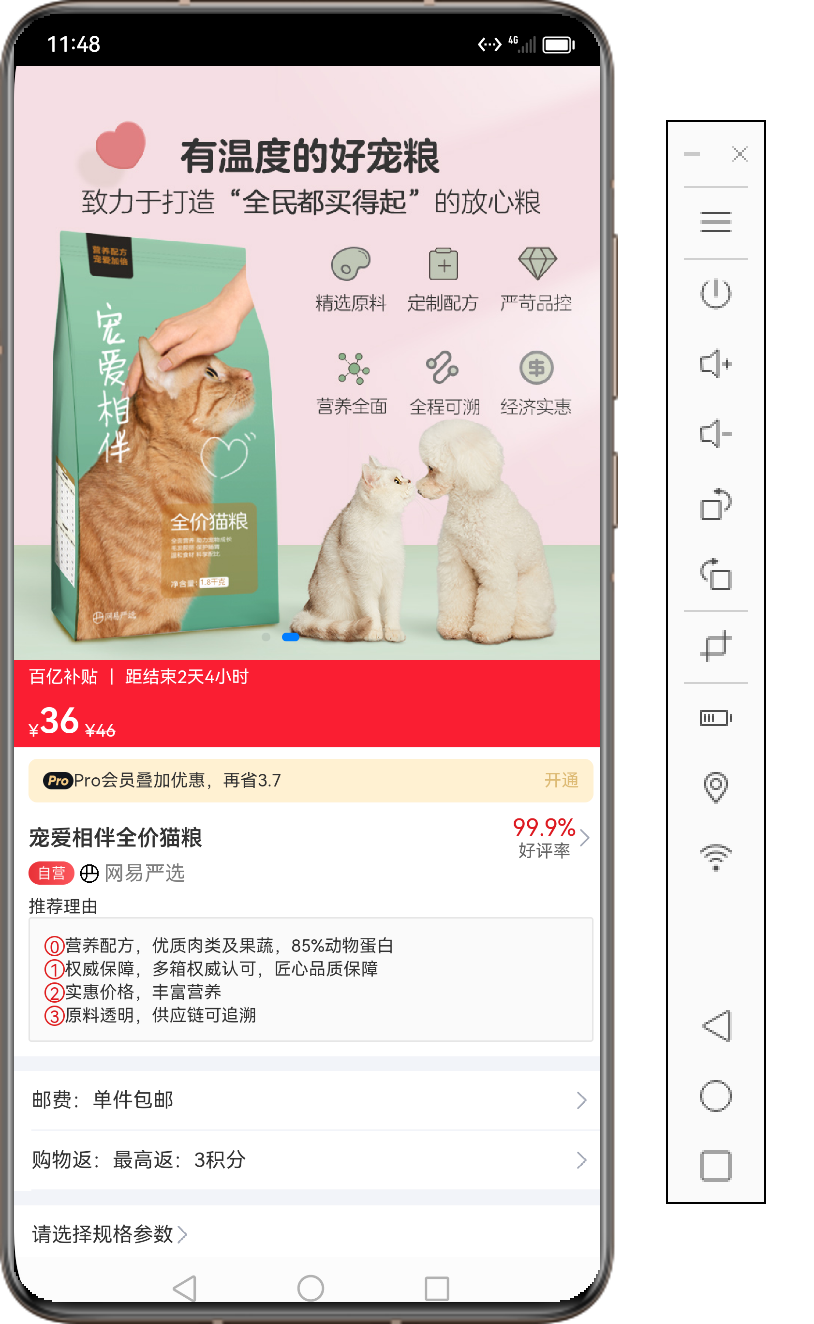 11:48
4G
有温度的好宠粮
致力于打造“全民都买得起”的放心粮
营养配方
宠爱加倍
宠爱相伴
精选原料 定制配方 严苛品控
营养全面 全程可溯 经济实惠
全价猫粮
净含量: 1.8千克
网易严选
百亿补贴 | 距结束2天4小时
¥36 ¥46
Pro Pro会员叠加优惠，再省3.7 开通
宠爱相伴全价猫粮 99.9%
好评率
自营 网易严选
推荐理由
⓪营养配方，优质肉类及果蔬，85%动物蛋白
①权威保障，多箱权威认可，匠心品质保障
②实惠价格，丰富营养
③原料透明，供应链可追溯
邮费：单件包邮
购物返：最高返：3积分
请选择规格参数